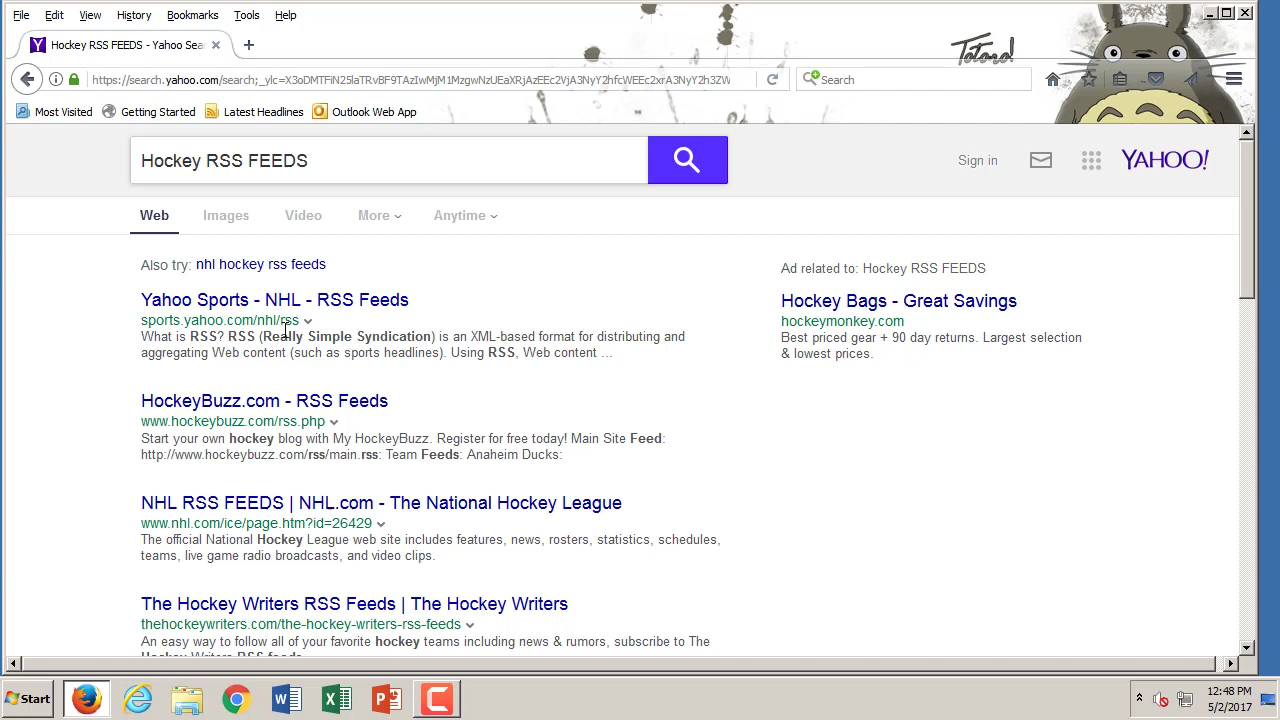 File Edit View History Bookmarks Tools Help
Hockey RSS FEEDS - Yahoo Sea
Totoro!
Search
Most Visited Getting Started Latest Headlines Outlook Web App
Hockey RSS FEEDS
Sign in
YAHOO!
Web Images Video More Anytime
Also try: nhl hockey rss feeds
Yahoo Sports - NHL - RSS Feeds
sports.yahoo.com/nhl/rss
What is RSS? RSS (Really Simple Syndication) is an XML-based format for distributing and
aggregating Web content (such as sports headlines). Using RSS, Web content ...
HockeyBuzz.com - RSS Feeds
www.hockeybuzz.com/rss.php
Start your own hockey blog with My HockeyBuzz. Register for free today! Main Site Feed:
http://www.hockeybuzz.com/rss/main.rss: Team Feeds: Anaheim Ducks:
NHL RSS FEEDS | NHL.com - The National Hockey League
www.nhl.com/ice/page.htm?id=26429
The official National Hockey League web site includes features, news, rosters, statistics, schedules,
teams, live game radio broadcasts, and video clips.
The Hockey Writers RSS Feeds | The Hockey Writers
thehockeywriters.com/the-hockey-writers-rss-feeds
An easy way to follow all of your favorite hockey teams including news & rumors, subscribe to The
Hockey Writers RSS feeds
Ad related to: Hockey RSS FEEDS
Hockey Bags - Great Savings
hockeymonkey.com
Best priced gear + 90 day returns. Largest selection
& lowest prices.
Start
12:48 PM
5/2/2017